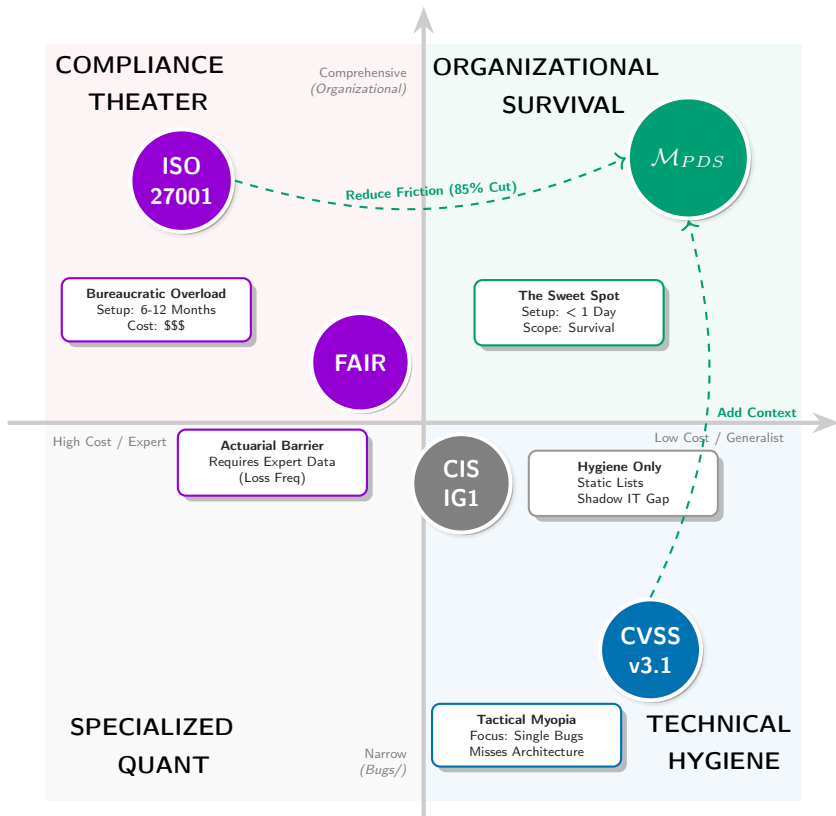 COMPLIANCE
THEATER
Comprehensive
(Organizational)
ORGANIZATIONAL
SURVIVAL
ISO
27001
Reduce Friction (85% Cut)
M_{PDS}
Bureaucratic Overload
Setup: 6-12 Months
Cost: $$$
The Sweet Spot
Setup: < 1 Day
Scope: Survival
FAIR
Add Context
High Cost / Expert
Low Cost / Generalist
Actuarial Barrier
Requires Expert Data
(Loss Freq)
CIS
IG1
Hygiene Only
Static Lists
Shadow IT Gap
CVSS
v3.1
SPECIALIZED
QUANT
Narrow
(Bugs/)
Tactical Myopia
Focus: Single Bugs
Misses Architecture
TECHNICAL
HYGIENE